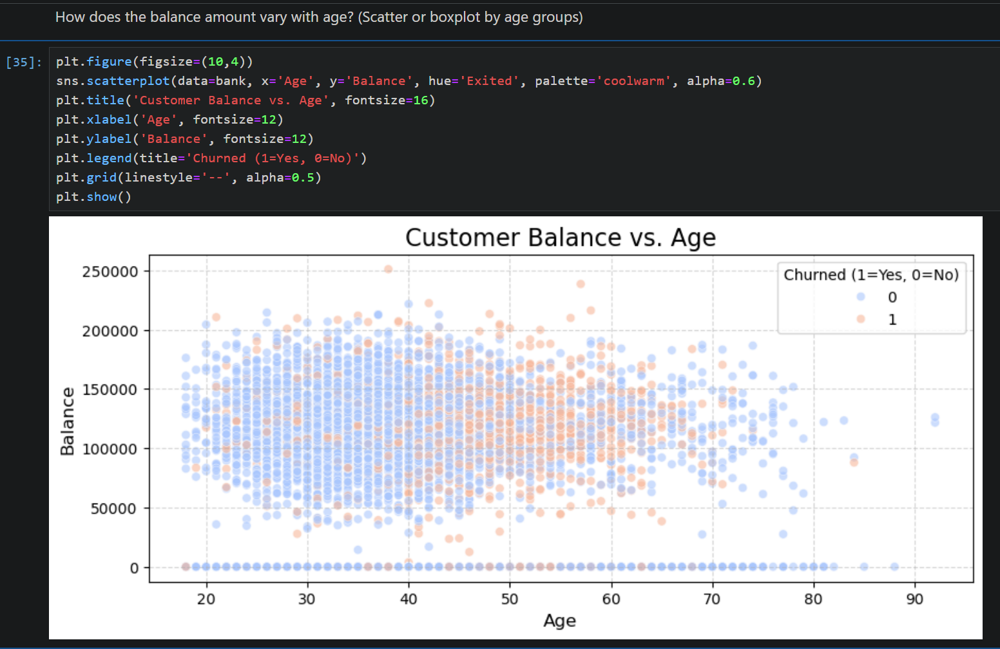 How does the balance amount vary with age? (Scatter or boxplot by age groups)
[35]:
plt.figure(figsize=(10,4))
sns.scatterplot(data=bank, x='Age', y='Balance', hue='Exited', palette='coolwarm', alpha=0.6)
plt.title('Customer Balance vs. Age', fontsize=16)
plt.xlabel('Age', fontsize=12)
plt.ylabel('Balance', fontsize=12)
plt.legend(title='Churned (1=Yes, 0=No)')
plt.grid(linestyle='--', alpha=0.5)
plt.show()
Customer Balance vs. Age
Churned (1=Yes, 0=No)
0
1
250000
200000
150000
100000
50000
0
Balance
20 30 40 50 60 70 80 90
Age